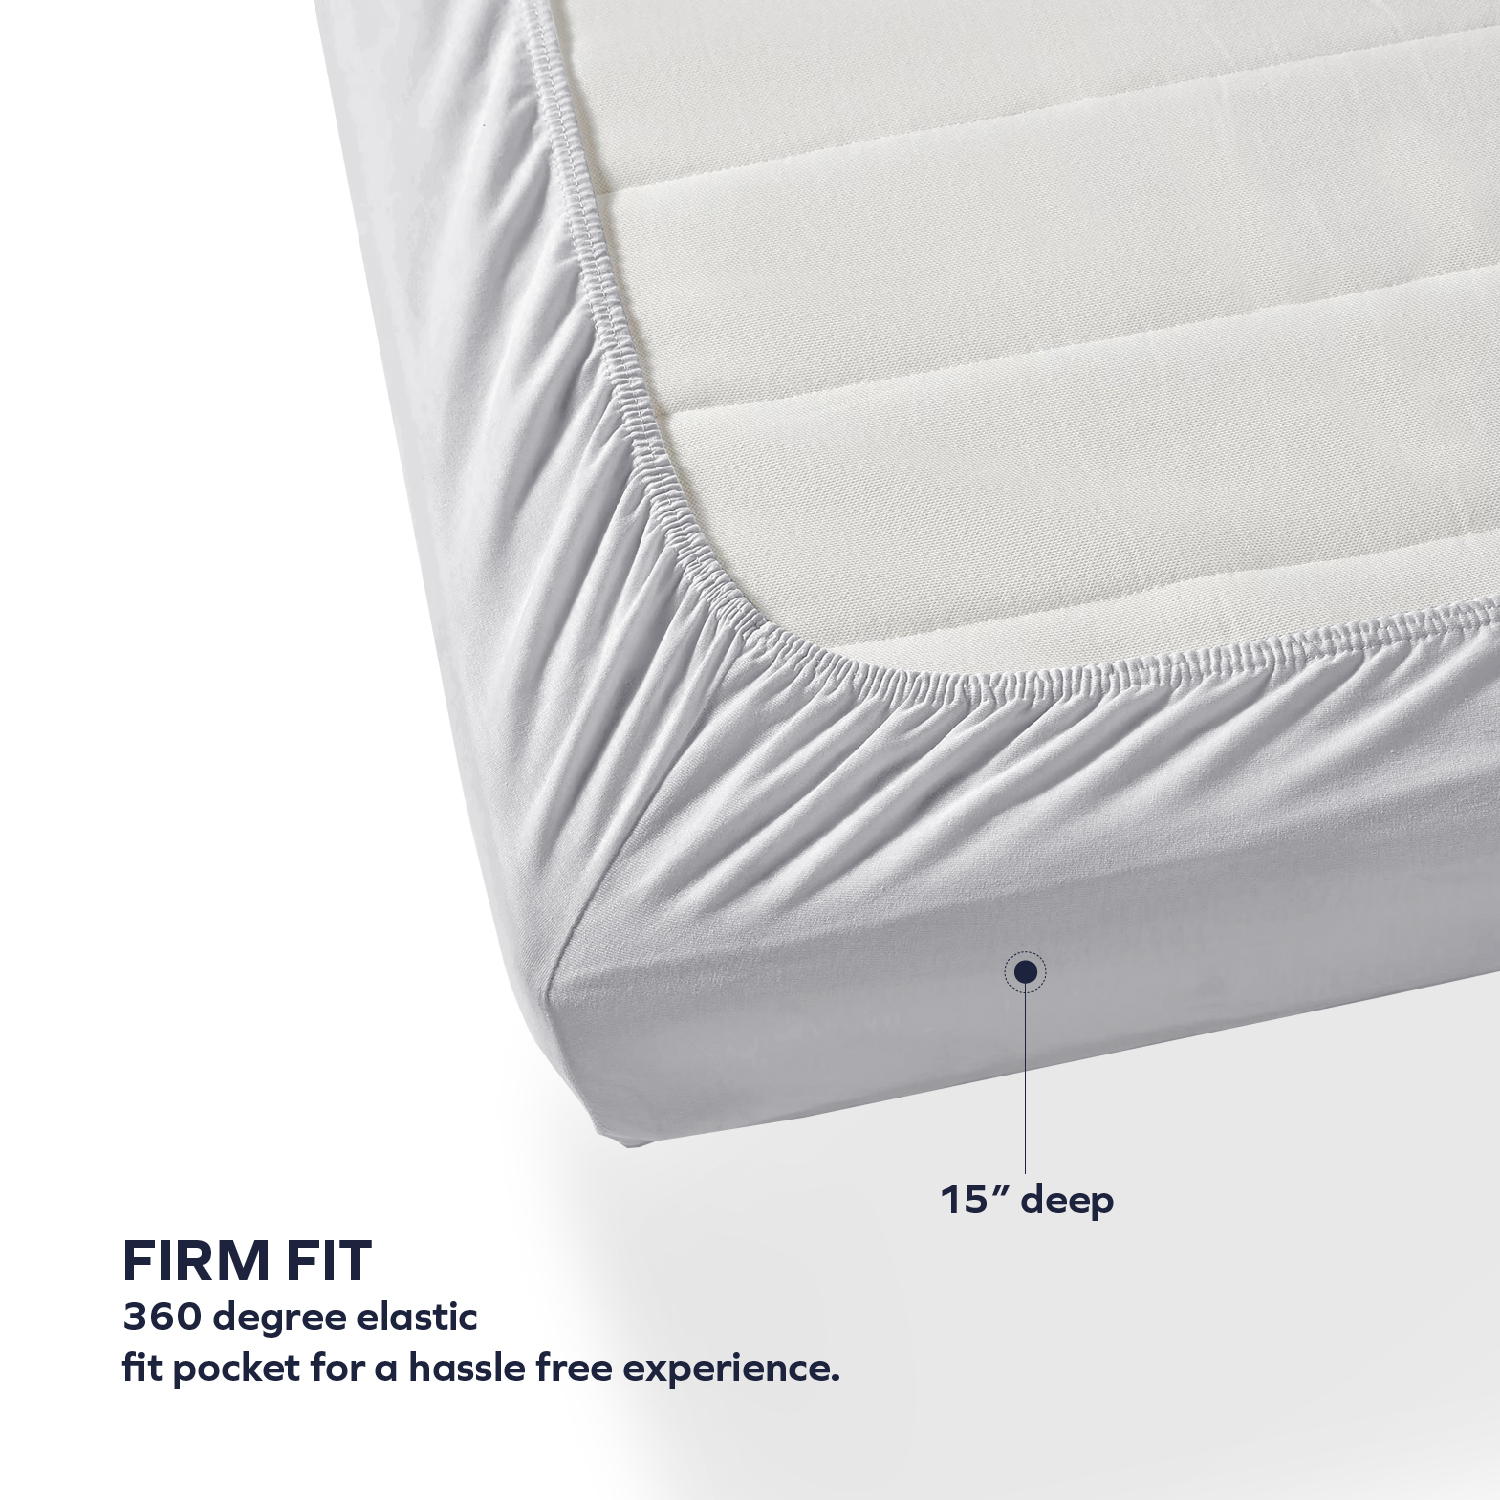 15” deep
FIRM FIT
360 degree elastic
fit pocket for a hassle free experience.